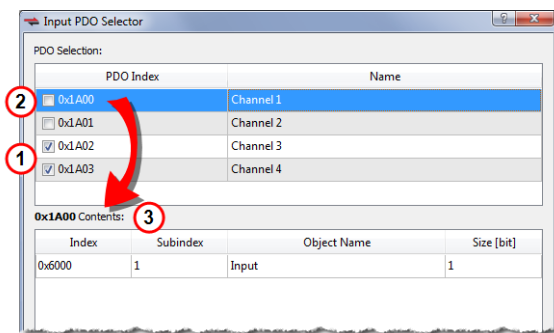 Input PDO Selector
PDO Selection:
PDO Index Name
2 0x1A00 Channel 1
0x1A01 Channel 2
1 0x1A02 Channel 3
0x1A03 Channel 4
0x1A00 Contents: 3
Index Subindex Object Name Size [bit]
0x6000 1 Input 1